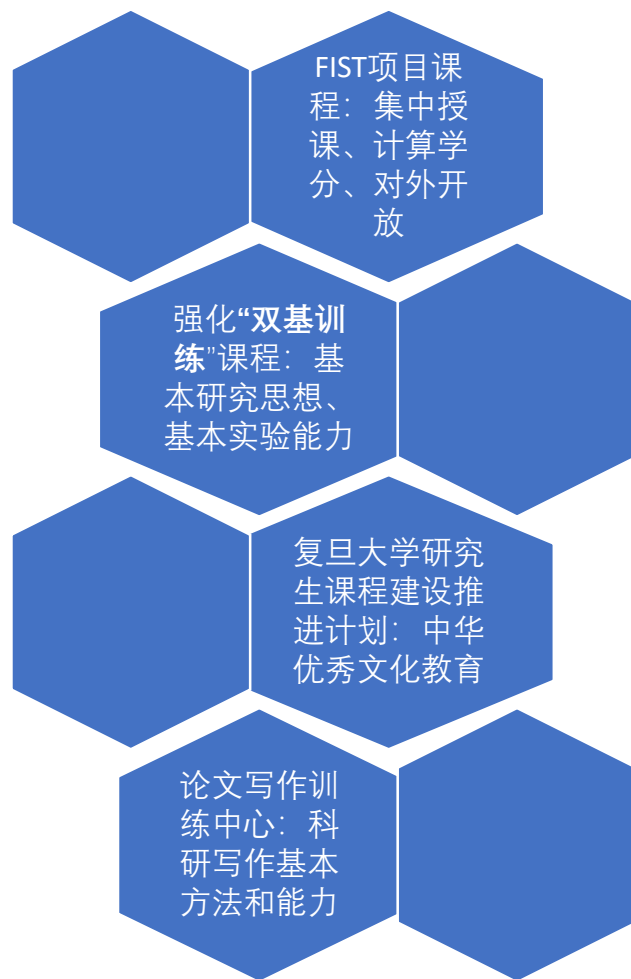 FIST项目课
程：集中授
课、计算学
分、对外开
放
强化“双基训
练”课程：基
本研究思想、
基本实验能力
复旦大学研究
生课程建设推
进计划：中华
优秀文化教育
论文写作训
练中心：科
研写作基本
方法和能力